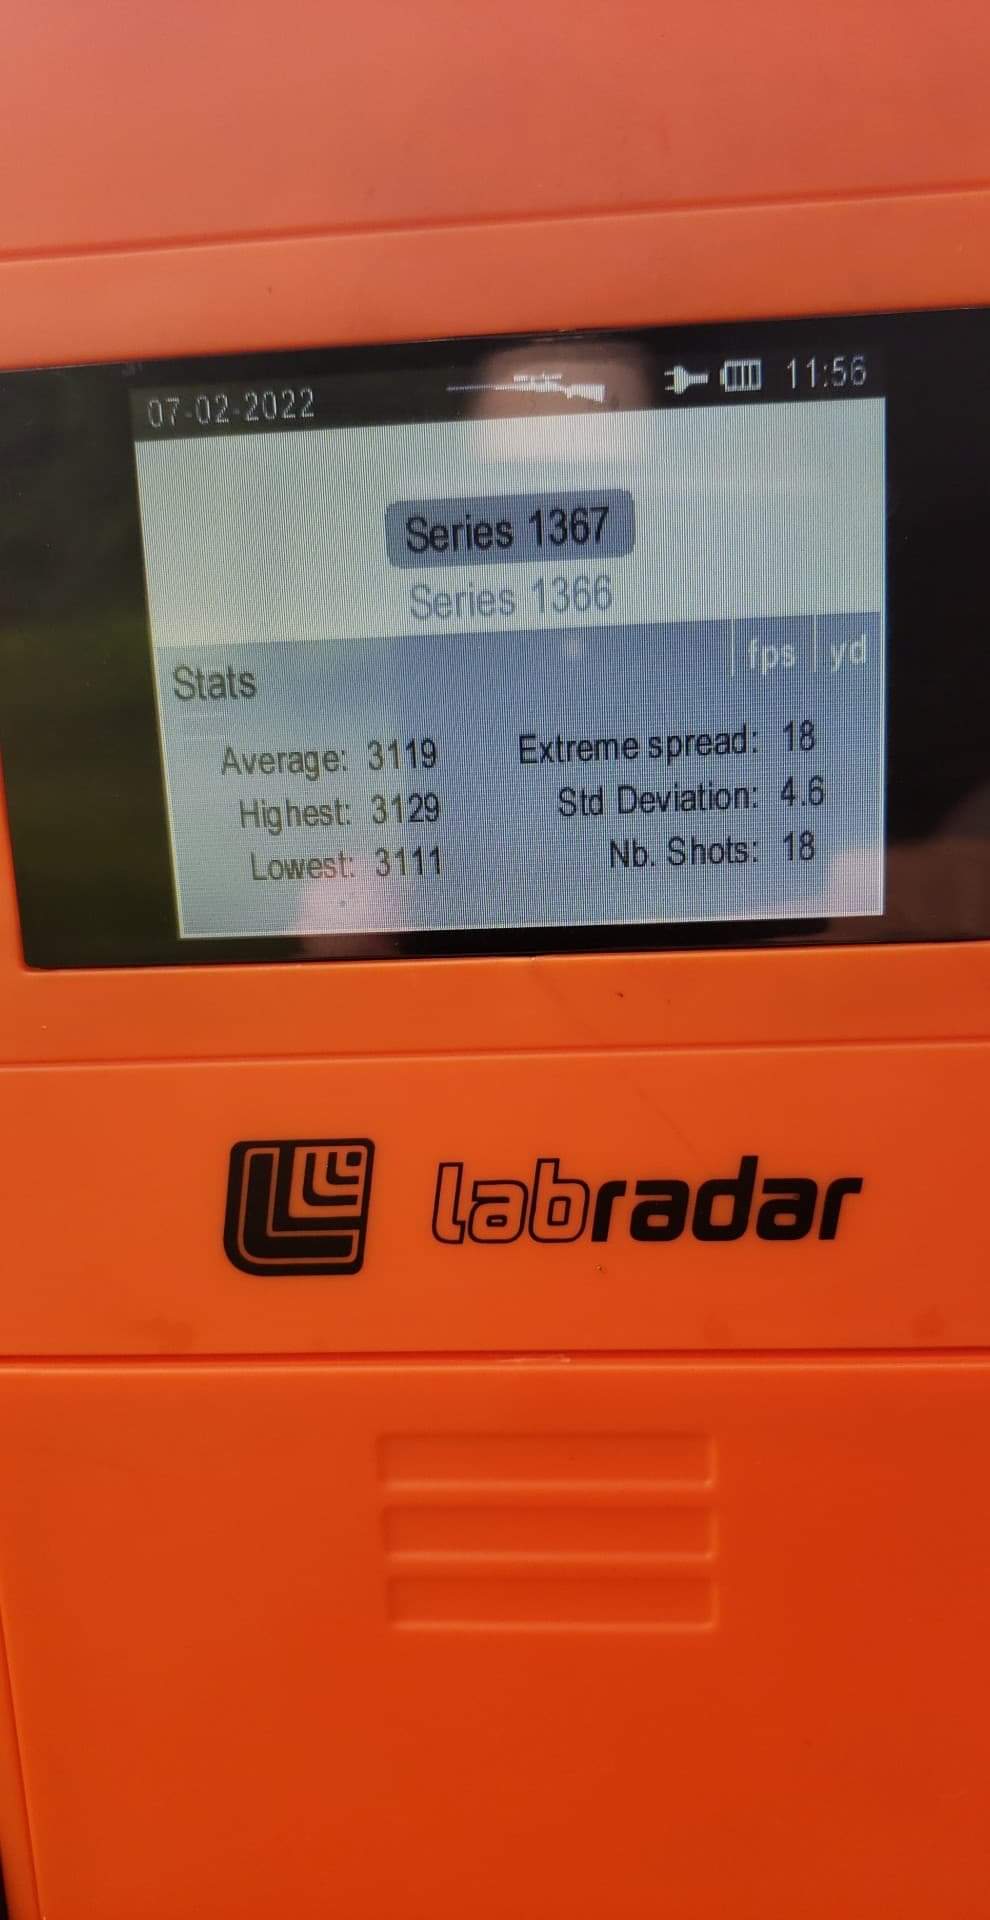 07-02-2022 11:56
Series 1367
Series 1366
Stats fps yd
Average: 3119 Extreme spread: 18
Highest: 3129 Std Deviation: 4.6
Lowest: 3111 Nb. Shots: 18
labradar